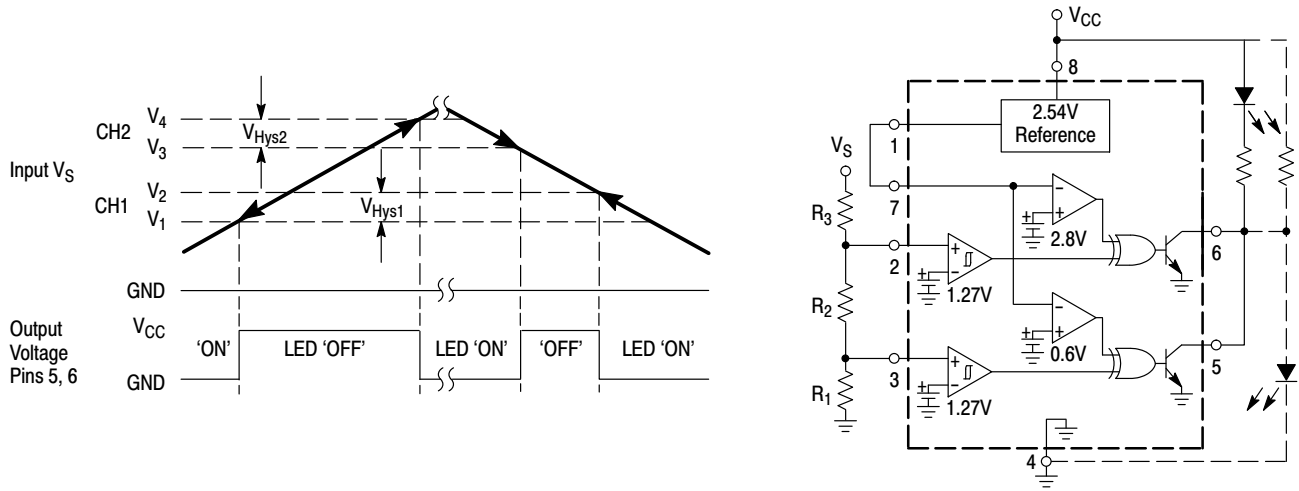 Input VS
CH2
V4
V3
VHys2
CH1
V2
V1
VHys1
GND
Output
Voltage
Pins 5, 6
VCC
GND
'ON'
LED 'OFF'
LED 'ON'
'OFF'
LED 'ON'
VCC
8
2.54V
Reference
1
VS
7
R3
+
-
2.8V
6
2
+
-
1.27V
R2
+
-
0.6V
5
3
+
-
1.27V
R1
4